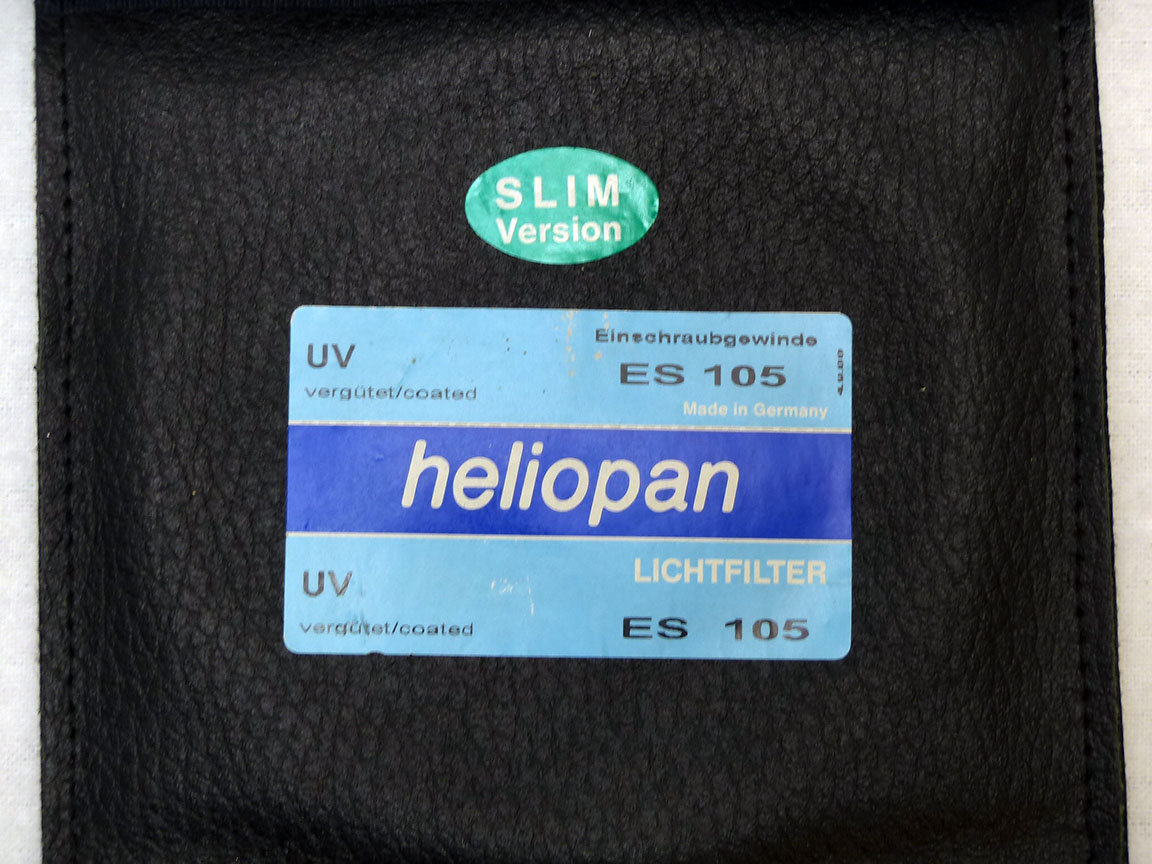 SLIM
Version
UV
vergütet/coated
Einschraubgewinde
ES 105
Made in Germany
heliopan
UV
vergütet/coated
LICHTFILTER
ES 105